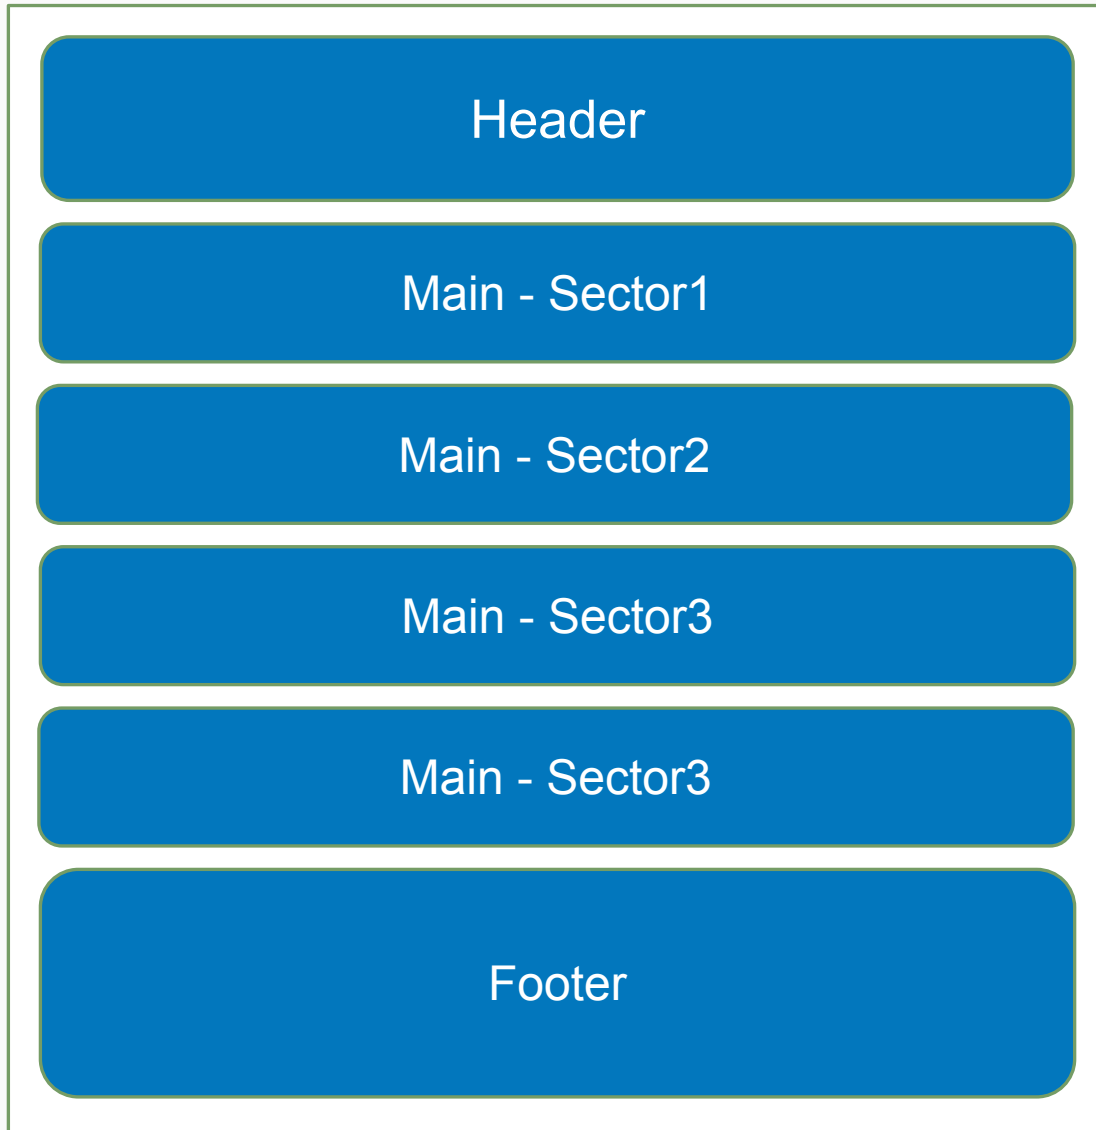 Header
Main - Sector1
Main - Sector2
Main - Sector3
Main - Sector3
Footer